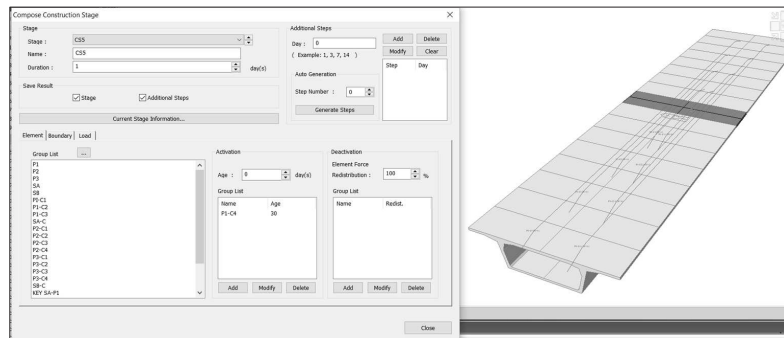 Compose Construction Stage
Stage
Stage : CS5
Name : CS5
Duration : 1 day(s)
Save Result
Stage Additional Steps
Current Stage Information...
Additional Steps
Day : 0
( Example: 1, 3, 7, 14 )
Auto Generation
Step Number : 0
Generate Steps
Add Delete
Modify Clear
Step Day
Element Boundary Load
Group List ...
P1
P2
P3
SA
SB
P1-C2
P1-C3
SA-C
P2-C1
P2-C2
P2-C3
P2-C4
P3-C1
P3-C2
P3-C3
P3-C4
SB-C
KEY SA-P1
Activation
Age : 0 day(s)
Group List
Name Age
P1-C4 30
Add Modify Delete
Deactivation
Element Force
Redistribution : 100 %
Group List
Name Redist.
Add Modify Delete
Close